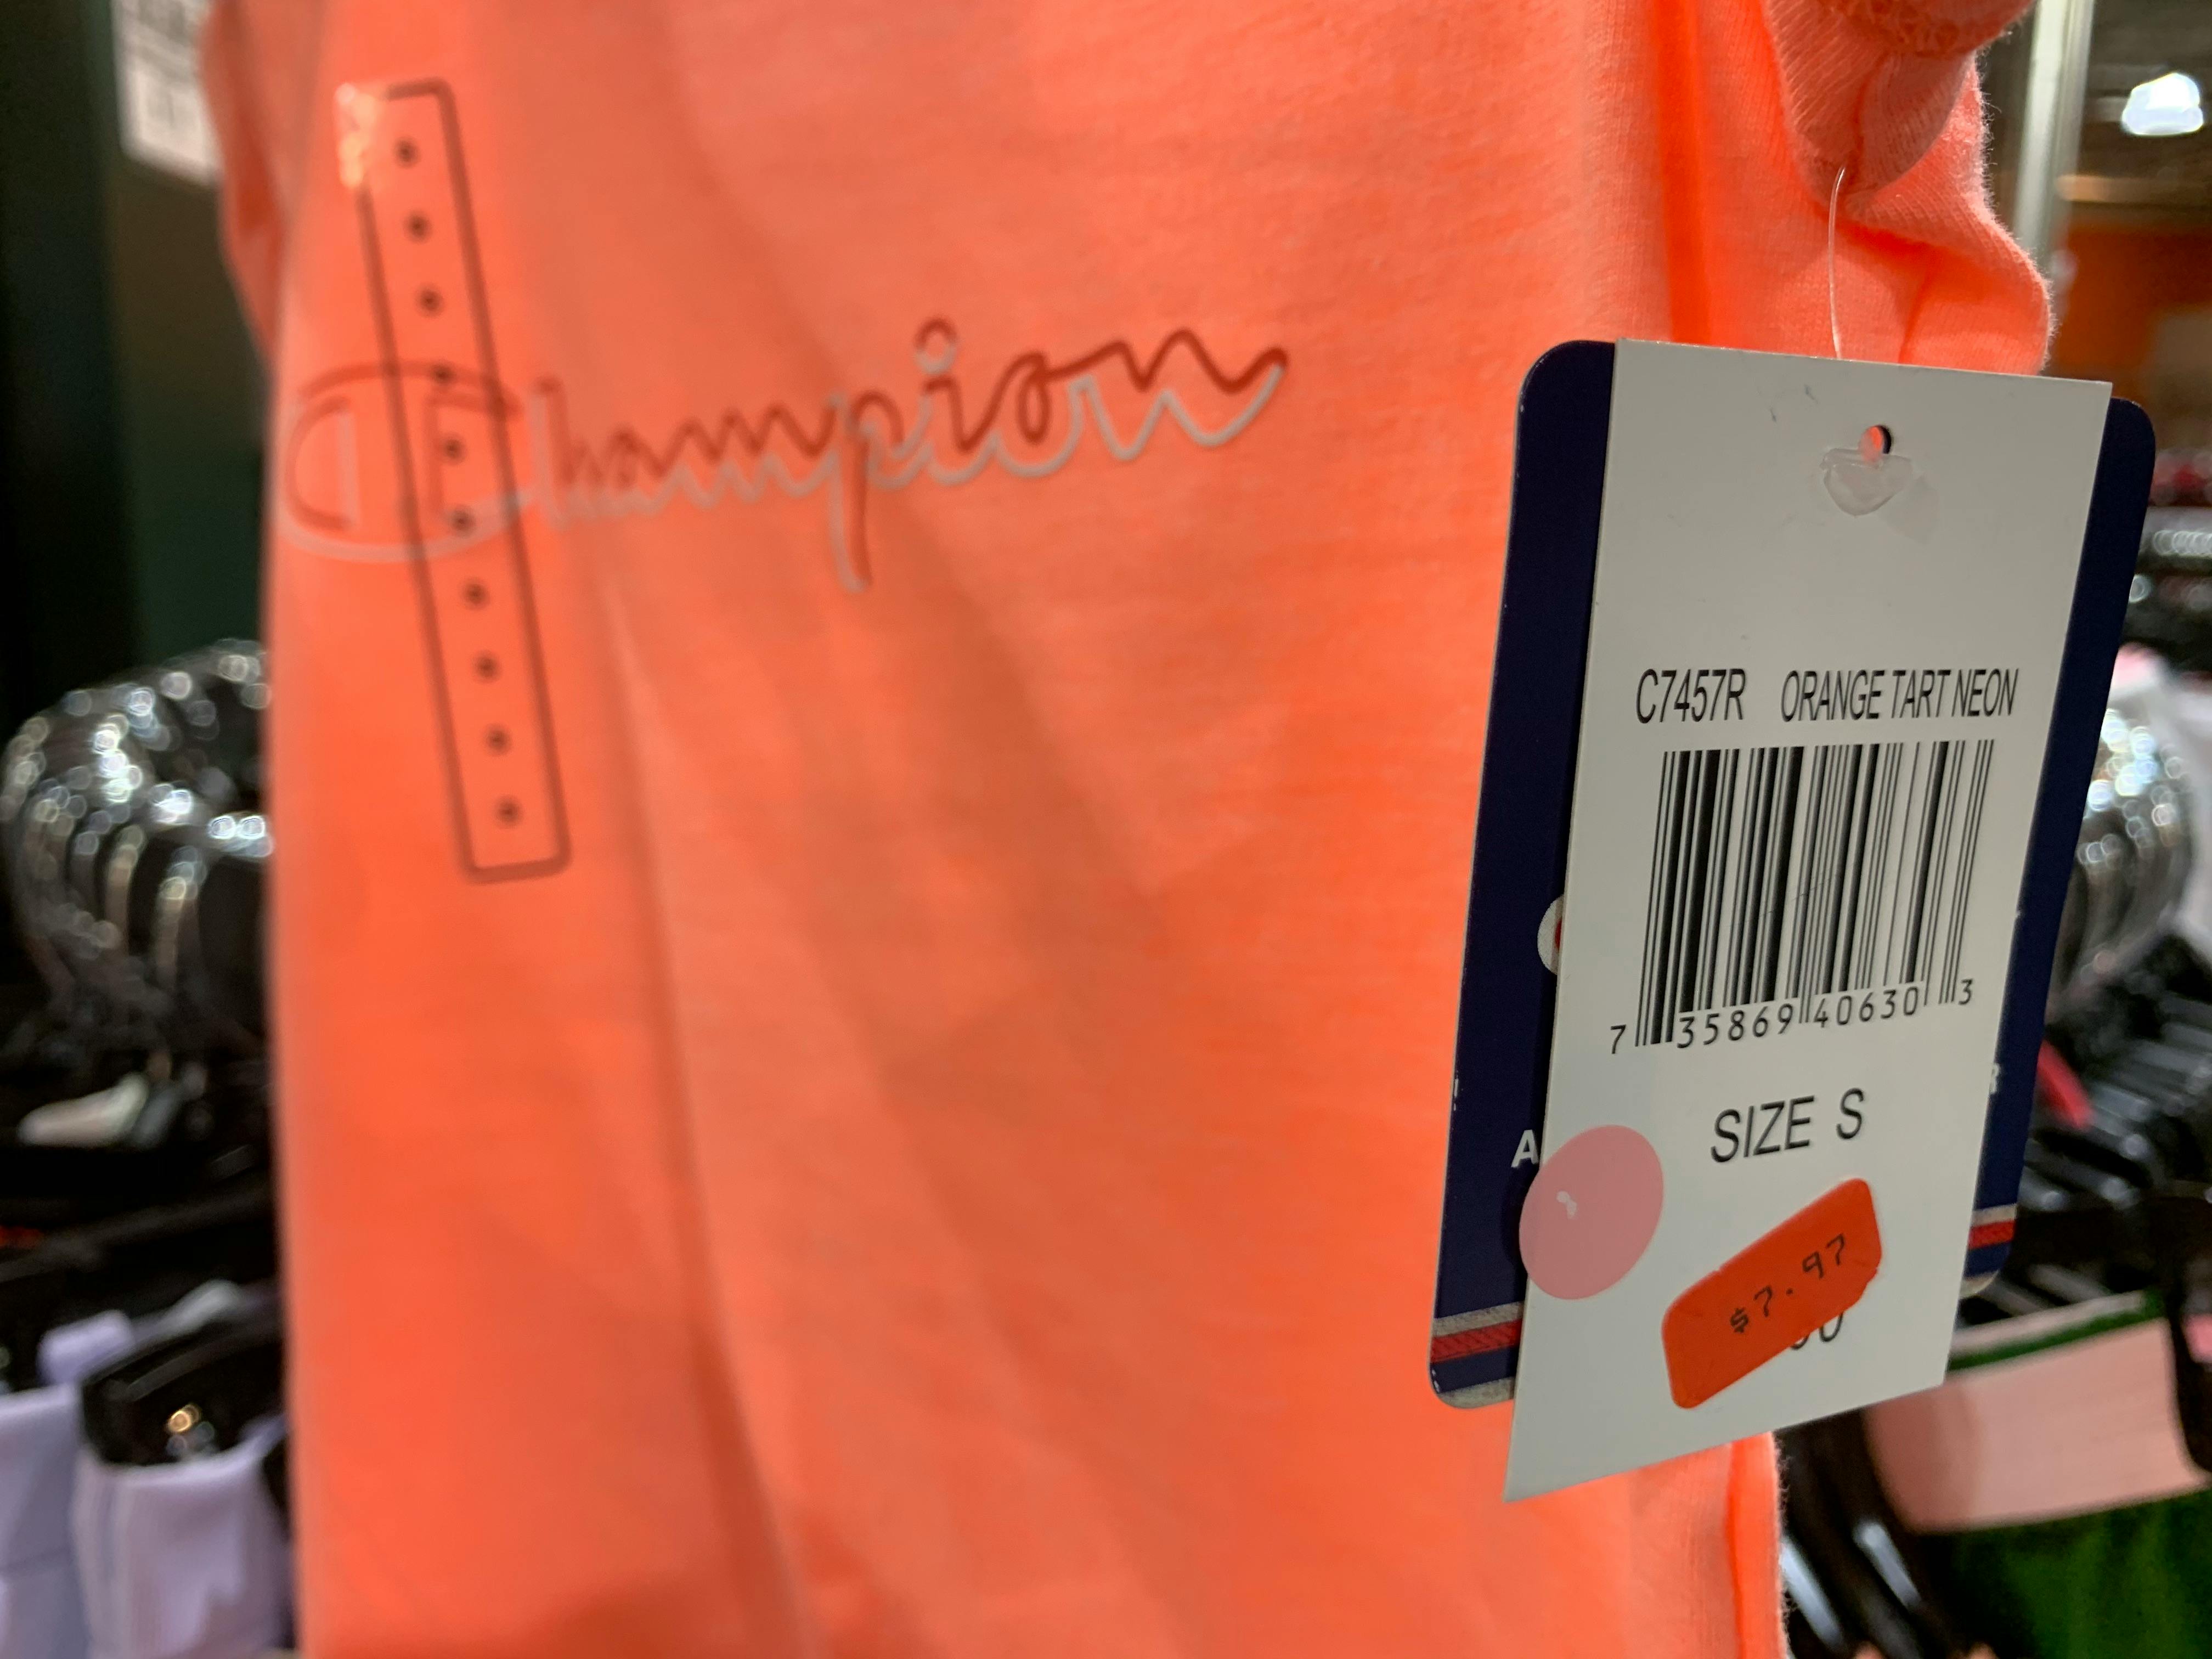 Champion
C7457R ORANGE TART NEON
7 35869 40630 3
SIZE S
$7.97